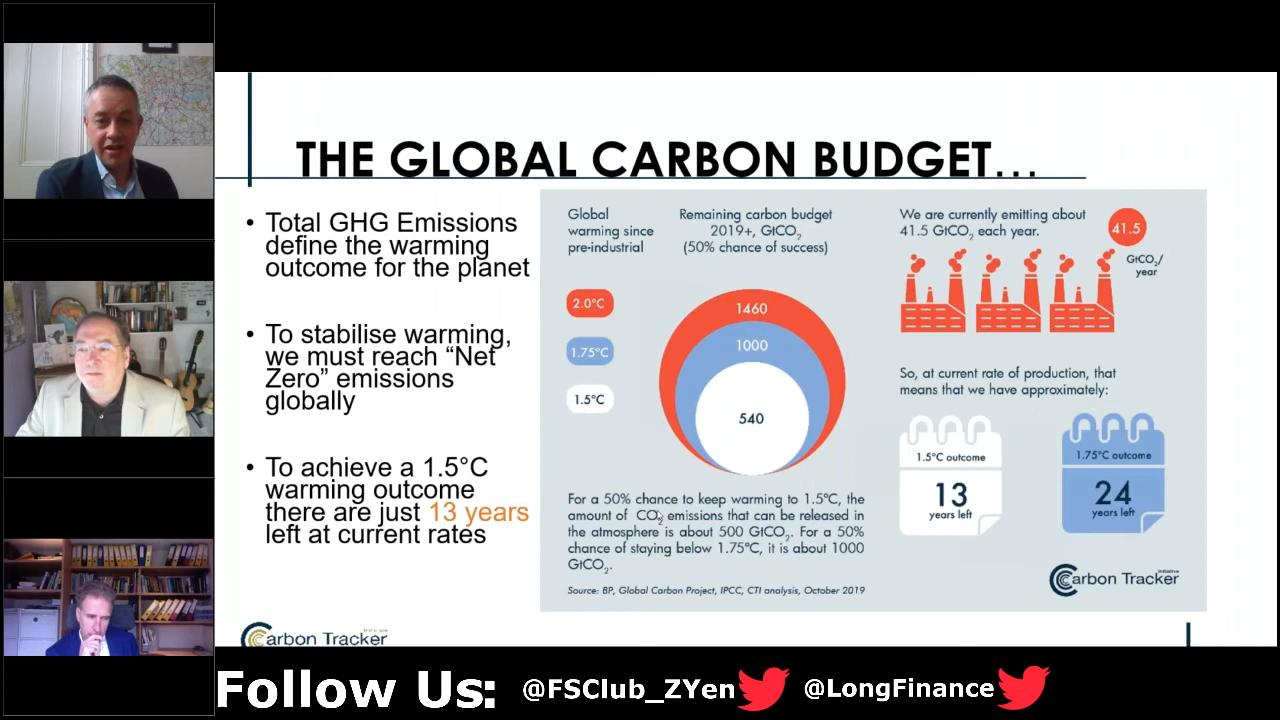 THE GLOBAL CARBON BUDGET...
• Total GHG Emissions
define the warming
outcome for the planet
• To stabilise warming,
we must reach “Net
Zero” emissions
globally
• To achieve a 1.5°C
warming outcome
there are just 13 years
left at current rates
Global
warming since
pre-industrial
Remaining carbon budget
2019+, GtCO₂
(50% chance of success)
2.0°C
1.75°C
1.5°C
1460
1000
540
For a 50% chance to keep warming to 1.5°C, the
amount of CO₂ emissions that can be released in
the atmosphere is about 500 GtCO₂. For a 50%
chance of staying below 1.75°C, it is about 1000
GtCO₂.
Source: BP, Global Carbon Project, IPCC, CTI analysis, October 2019
We are currently emitting about
41.5 GtCO₂ each year.
41.5
GtCO₂/
year
So, at current rate of production, that
means that we have approximately:
1.5°C outcome
13
years left
1.75°C outcome
24
years left
Carbon Tracker
Initiative
Carbon Tracker
Initiative
Follow Us: @FSClub_ZYen @LongFinance